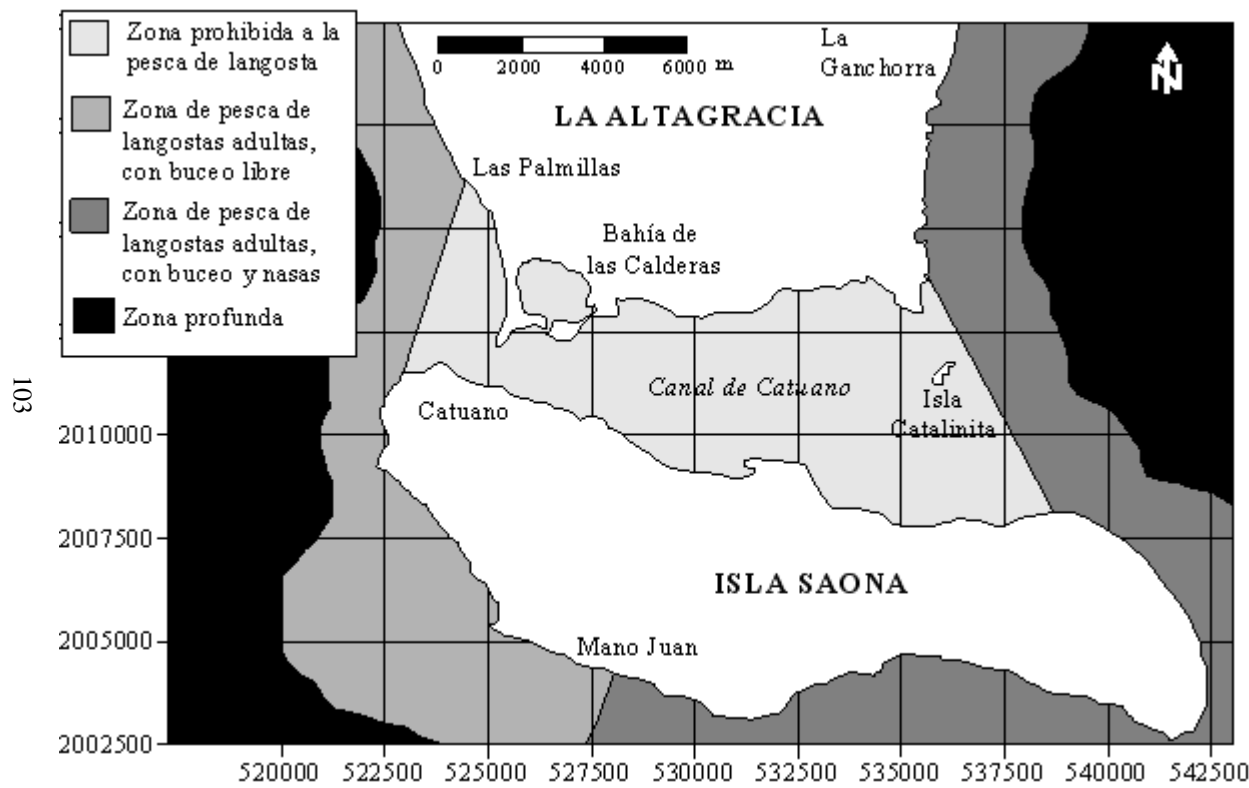 Zona prohibida a la
pesca de langosta
Zona de pesca de
langostas adultas,
con buceo libre
Zona de pesca de
langostas adultas,
con buceo y nasas
Zona profunda
0 2000 4000 6000 m
La
Ganchorra
N
LA ALTAGRACIA
Las Palmillas
Bahía de
las Calderas
Canal de Catuano
Isla
Catalinita
Catuano
ISLA SAONA
Mano Juan
103
2010000
2007500
2005000
2002500
520000 522500 525000 527500 530000 532500 535000 537500 540000 542500